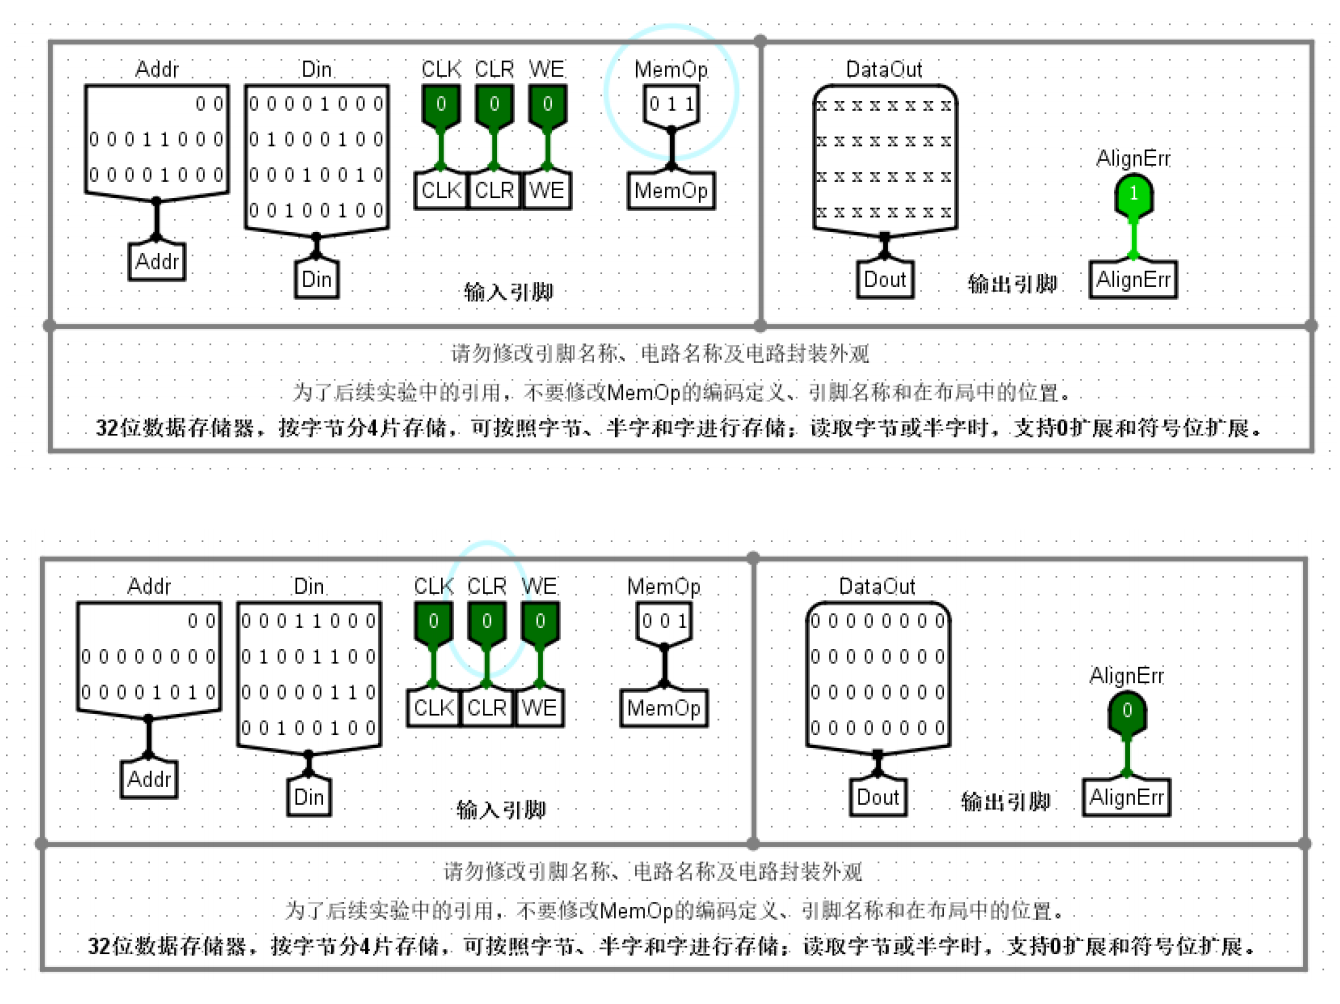 Addr Din CLK CLR WE MemOp DataOut
0 0 0 0 0 0 1 0 0 0 0 0 0 0 1 1 x x x x x x x x
0 0 0 1 1 0 0 0 0 1 0 0 0 1 0 0 x x x x x x x x
AlignErr
0 0 0 0 1 0 0 0 0 0 0 1 0 0 1 0 x x x x x x x x
CLK CLR WE MemOp 1
0 0 1 0 0 1 0 0 x x x x x x x x
Addr Din Dout AlignErr
输入引脚 输出引脚
请勿修改引脚名称、电路名称及电路封装外观
为了后续实验中的引用，不要修改MemOp的编码定义、引脚名称和在布局中的位置。
32位数据存储器，按字节分4片存储，可按照字节、半字和字进行存储；读取字节或半字时，支持0扩展和符号位扩展。
Addr Din CLK CLR WE MemOp DataOut
0 0 0 0 0 1 1 0 0 0 0 0 0 0 0 1 0 0 0 0 0 0 0 0
0 0 0 0 0 0 0 0 0 1 0 0 1 1 0 0 0 0 0 0 0 0 0 0
AlignErr
0 0 0 0 1 0 1 0 0 0 0 0 0 1 1 0 0 0 0 0 0 0 0 0
CLK CLR WE MemOp 0
0 0 1 0 0 1 0 0 0 0 0 0 0 0 0 0
Addr Din Dout AlignErr
输入引脚 输出引脚
请勿修改引脚名称、电路名称及电路封装外观
为了后续实验中的引用，不要修改MemOp的编码定义、引脚名称和在布局中的位置。
32位数据存储器，按字节分4片存储，可按照字节、半字和字进行存储；读取字节或半字时，支持0扩展和符号位扩展。